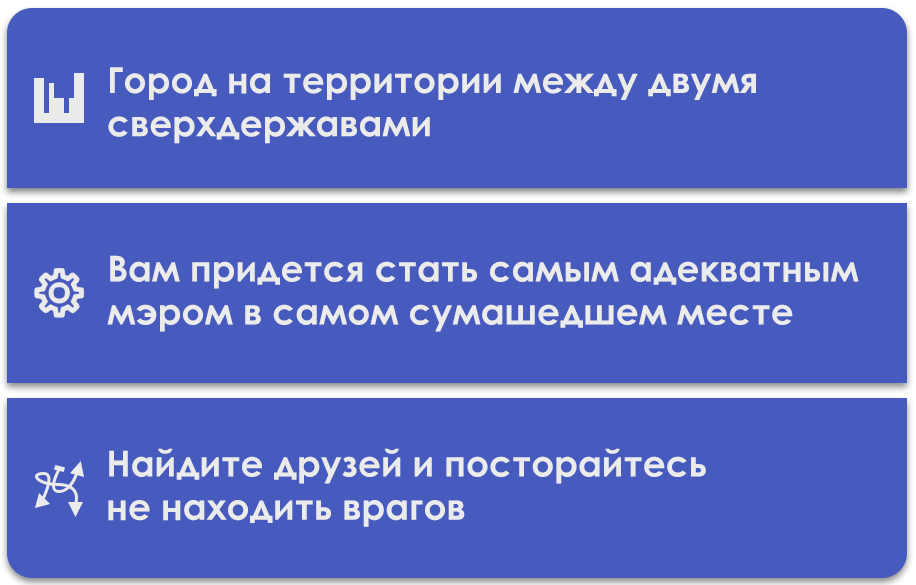 Город на территории между двумя
сверхдержавами
Вам придется стать самым адекватным
мэром в самом сумашедшем месте
Найдите друзей и посторайтесь
не находить врагов